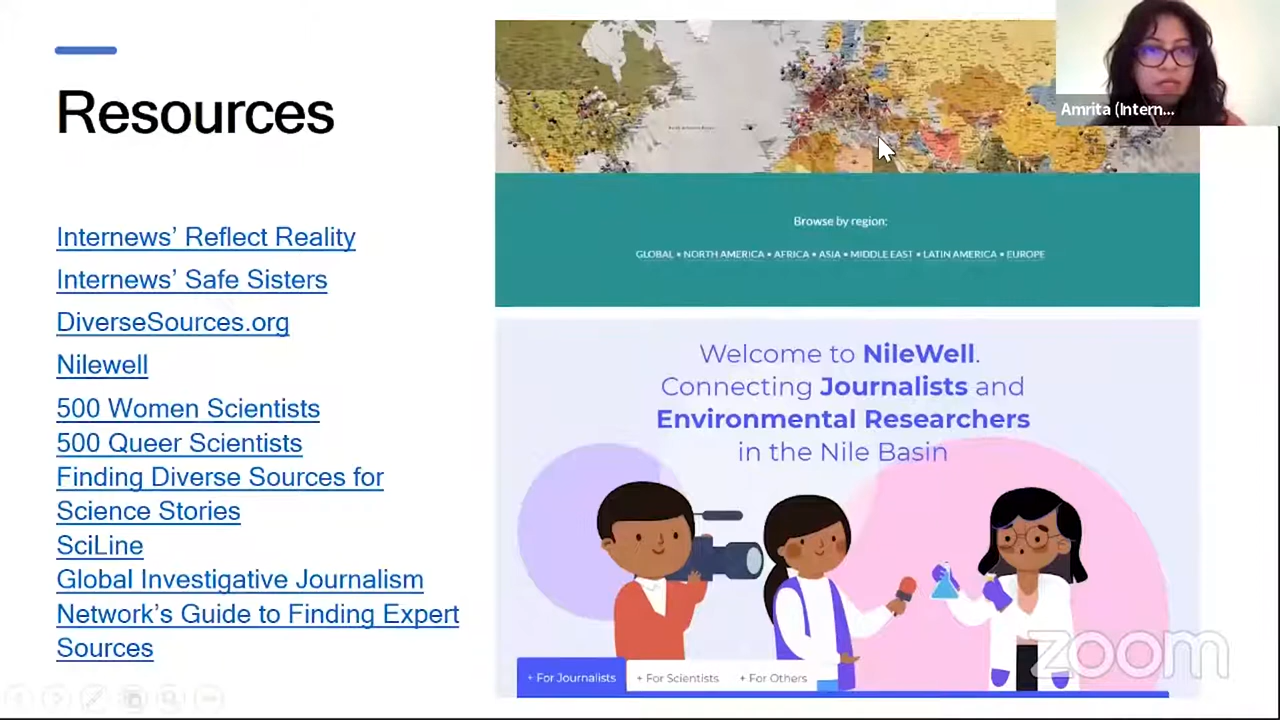 Resources
Internews’ Reflect Reality
Internews’ Safe Sisters
DiverseSources.org
Nilewell
500 Women Scientists
500 Queer Scientists
Finding Diverse Sources for
Science Stories
SciLine
Global Investigative Journalism
Network’s Guide to Finding Expert
Sources
Amrita (Intern...
Browse by region:
GLOBAL • NORTH AMERICA • AFRICA • ASIA • MIDDLE EAST • LATIN AMERICA • EUROPE
Welcome to NileWell.
Connecting Journalists and
Environmental Researchers
in the Nile Basin
+ For Journalists + For Scientists + For Others
zoom